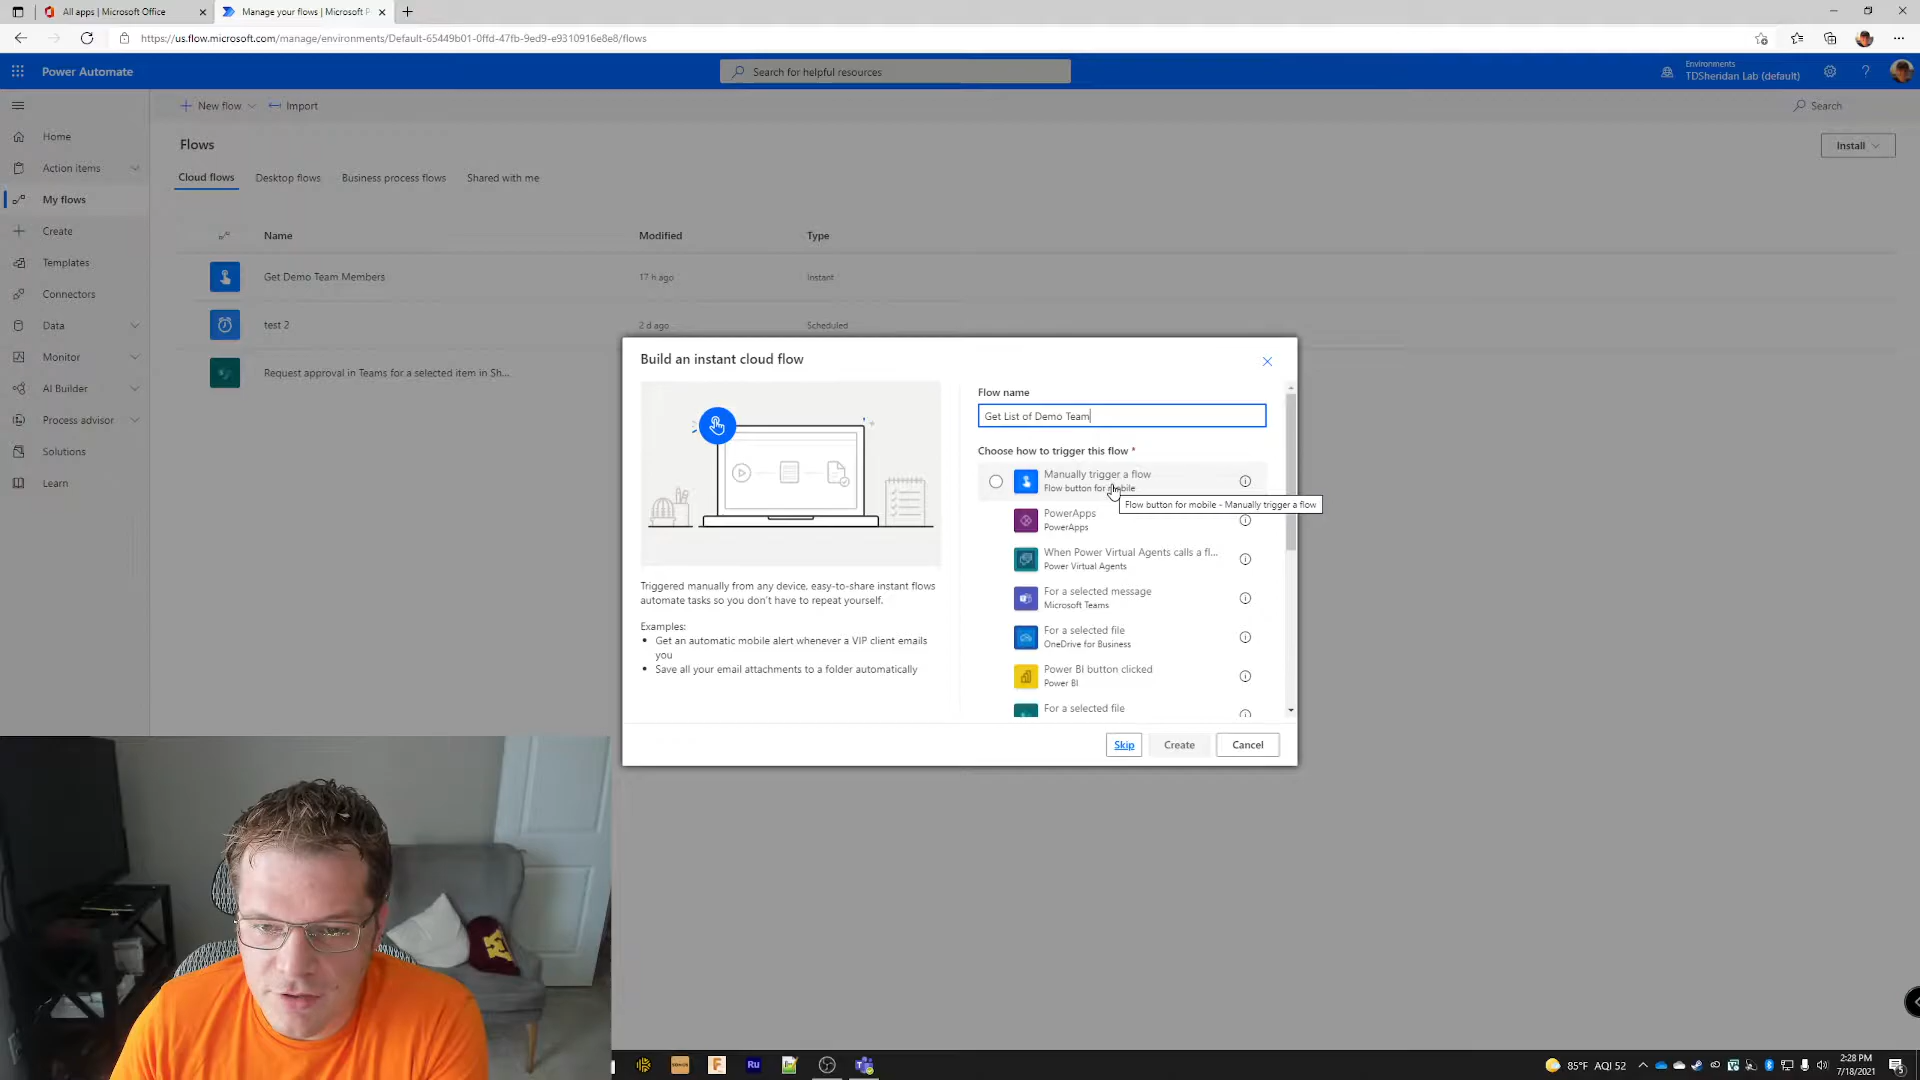 All apps | Microsoft Office
Manage your flows | Microsoft P
https://us.flow.microsoft.com/manage/environments/Default-65449b01-0ffd-47fb-9ed9-e9310916e8e8/flows
Power Automate
Search for helpful resources
Environments
TDSheridan Lab (default)
New flow
Import
Search
Home
Action items
My flows
Create
Templates
Connectors
Data
Monitor
AI Builder
Process advisor
Solutions
Learn
Flows
Install
Cloud flows
Desktop flows
Business process flows
Shared with me
Name
Modified
Type
Get Demo Team Members
17 h ago
Instant
test 2
2 d ago
Scheduled
Request approval in Teams for a selected item in Sh...
Build an instant cloud flow
Triggered manually from any device, easy-to-share instant flows
automate tasks so you don't have to repeat yourself.
Examples:
Get an automatic mobile alert whenever a VIP client emails
you
Save all your email attachments to a folder automatically
Flow name
Get List of Demo Team
Choose how to trigger this flow *
Manually trigger a flow
Flow button for mobile
Flow button for mobile - Manually trigger a flow
PowerApps
PowerApps
When Power Virtual Agents calls a fl...
Power Virtual Agents
For a selected message
Microsoft Teams
For a selected file
OneDrive for Business
Power BI button clicked
Power BI
For a selected file
Skip
Create
Cancel
Ru
85°F AQI 52
2:28 PM
7/18/2021